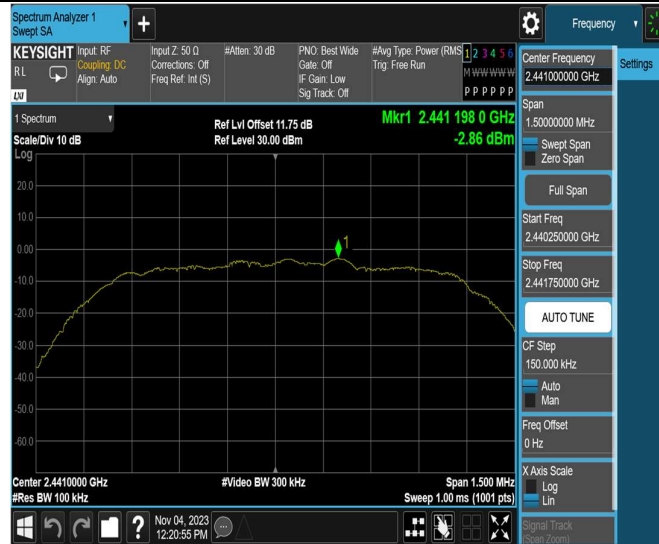 Spectrum Analyzer 1
Swept SA
+
Frequency
KEYSIGHT
RL
LXI
Input: RF
Coupling: DC
Align: Auto
Input Z: 50 Ω
Corrections: Off
Freq Ref: Int (S)
#Atten: 30 dB
PNO: Best Wide
Gate: Off
IF Gain: Low
Sig Track: Off
#Avg Type: Power (RMS
Trig: Free Run
1 2 3 4 5 6
M W W W W W
P P P P P P
1 Spectrum
Scale/Div 10 dB
Log
Ref Lvl Offset 11.75 dB
Ref Level 30.00 dBm
Mkr1 2.441 198 0 GHz
-2.86 dBm
20.0
10.0
0.00
-10.0
-20.0
-30.0
-40.0
-50.0
-60.0
1
Center 2.4410000 GHz
#Res BW 100 kHz
#Video BW 300 kHz
Span 1.500 MHz
Sweep 1.00 ms (1001 pts)
?
Nov 04, 2023
12:20:55 PM
Center Frequency
2.441000000 GHz
Settings
Span
1.50000000 MHz
Swept Span
Zero Span
Full Span
Start Freq
2.440250000 GHz
Stop Freq
2.441750000 GHz
AUTO TUNE
CF Step
150.000 kHz
Auto
Man
Freq Offset
0 Hz
X Axis Scale
Log
Lin
Signal Track
(Span Zoom)